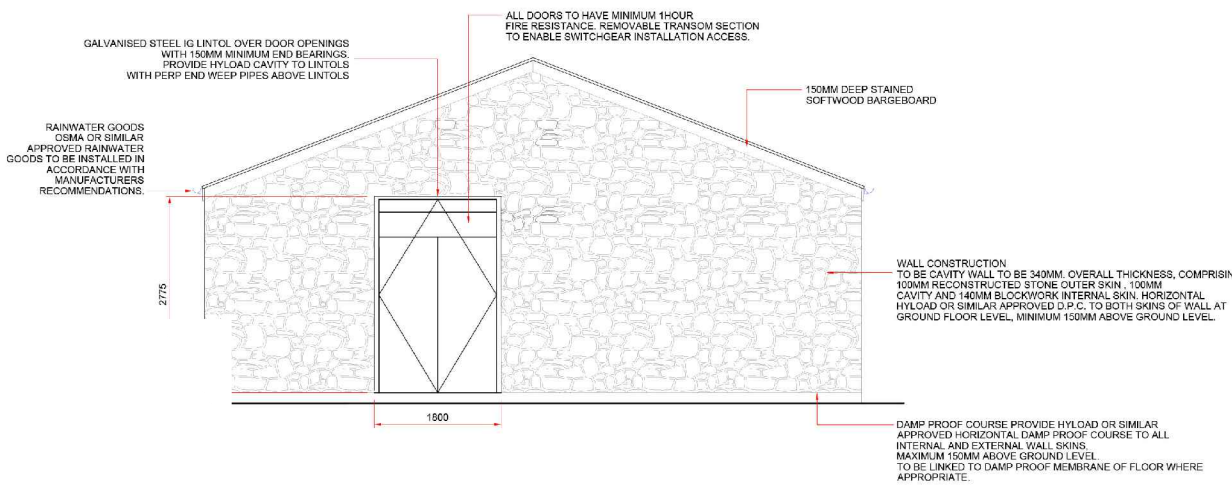 ALL DOORS TO HAVE MINIMUM 1HOUR
FIRE RESISTANCE. REMOVABLE TRANSOM SECTION
TO ENABLE SWITCHGEAR INSTALLATION ACCESS.
GALVANISED STEEL IG LINTOL OVER DOOR OPENINGS
WITH 150MM MINIMUM END BEARINGS.
PROVIDE HYLOAD CAVITY TO LINTOLS
WITH PERP END WEEP PIPES ABOVE LINTOLS
150MM DEEP STAINED
SOFTWOOD BARGEBOARD
RAINWATER GOODS
OSMA OR SIMILAR
APPROVED RAINWATER
GOODS TO BE INSTALLED IN
ACCORDANCE WITH
MANUFACTURERS
RECOMMENDATIONS.
2775
WALL CONSTRUCTION
TO BE CAVITY WALL TO BE 340MM. OVERALL THICKNESS, COMPRISIN
100MM RECONSTRUCTED STONE OUTER SKIN , 100MM
CAVITY AND 140MM BLOCKWORK INTERNAL SKIN. HORIZONTAL
HYLOAD OR SIMILAR APPROVED D.P.C. TO BOTH SKINS OF WALL AT
GROUND FLOOR LEVEL, MINIMUM 150MM ABOVE GROUND LEVEL.
1800
DAMP PROOF COURSE PROVIDE HYLOAD OR SIMILAR
APPROVED HORIZONTAL DAMP PROOF COURSE TO ALL
INTERNAL AND EXTERNAL WALL SKINS,
MAXIMUM 150MM ABOVE GROUND LEVEL.
TO BE LINKED TO DAMP PROOF MEMBRANE OF FLOOR WHERE
APPROPRIATE.